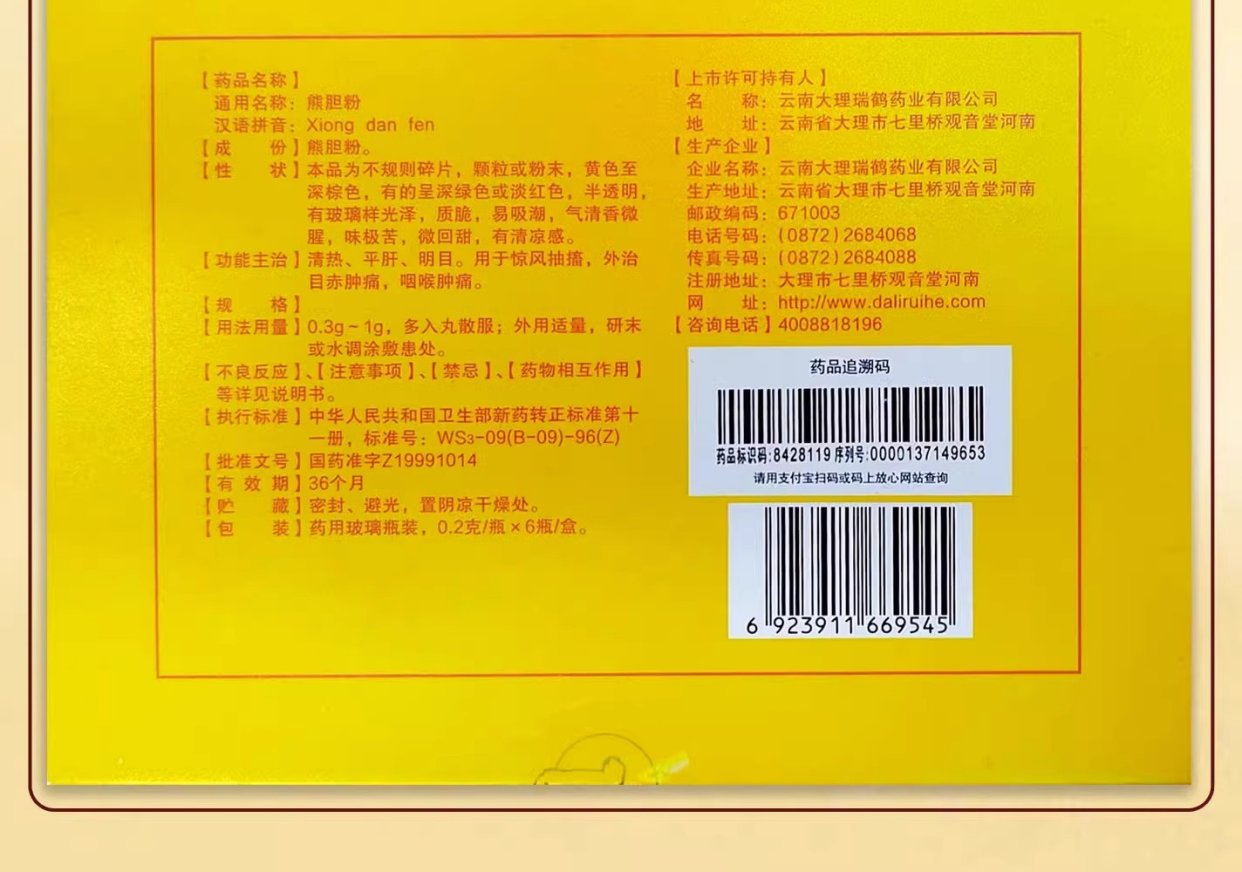 【药品名称】
通用名称：熊胆粉
汉语拼音：Xiong dan fen
【成　份】熊胆粉。
【性　状】本品为不规则碎片，颗粒或粉末，黄色至
深棕色，有的呈深绿色或淡红色，半透明，
有玻璃样光泽，质脆，易吸潮，气清香微
腥，味极苦，微回甜，有清凉感。
【功能主治】清热、平肝、明目。用于惊风抽搐，外治
目赤肿痛，咽喉肿痛。
【规　格】
【用法用量】0.3g~1g，多入丸散服；外用适量，研末
或水调涂敷患处。
【不良反应】、【注意事项】、【禁忌】、【药物相互作用】
等详见说明书。
【执行标准】中华人民共和国卫生部新药转正标准第十
一册，标准号：WS₃-09(B-09)-96(Z)
【批准文号】国药准字Z19991014
【有 效 期】36个月
【贮　藏】密封、避光，置阴凉干燥处。
【包　装】药用玻璃瓶装，0.2克/瓶×6瓶/盒。
【上市许可持有人】
名　称：云南大理瑞鹤药业有限公司
地　址：云南省大理市七里桥观音堂河南
【生产企业】
企业名称：云南大理瑞鹤药业有限公司
生产地址：云南省大理市七里桥观音堂河南
邮政编码：671003
电话号码：(0872)2684068
传真号码：(0872)2684088
注册地址：大理市七里桥观音堂河南
网　址：http://www.daliruihe.com
【咨询电话】4008818196
药品追溯码
药品标识码:8428119 序列号:0000137149653
请用支付宝扫码或码上放心网站查询
6 923911 669545